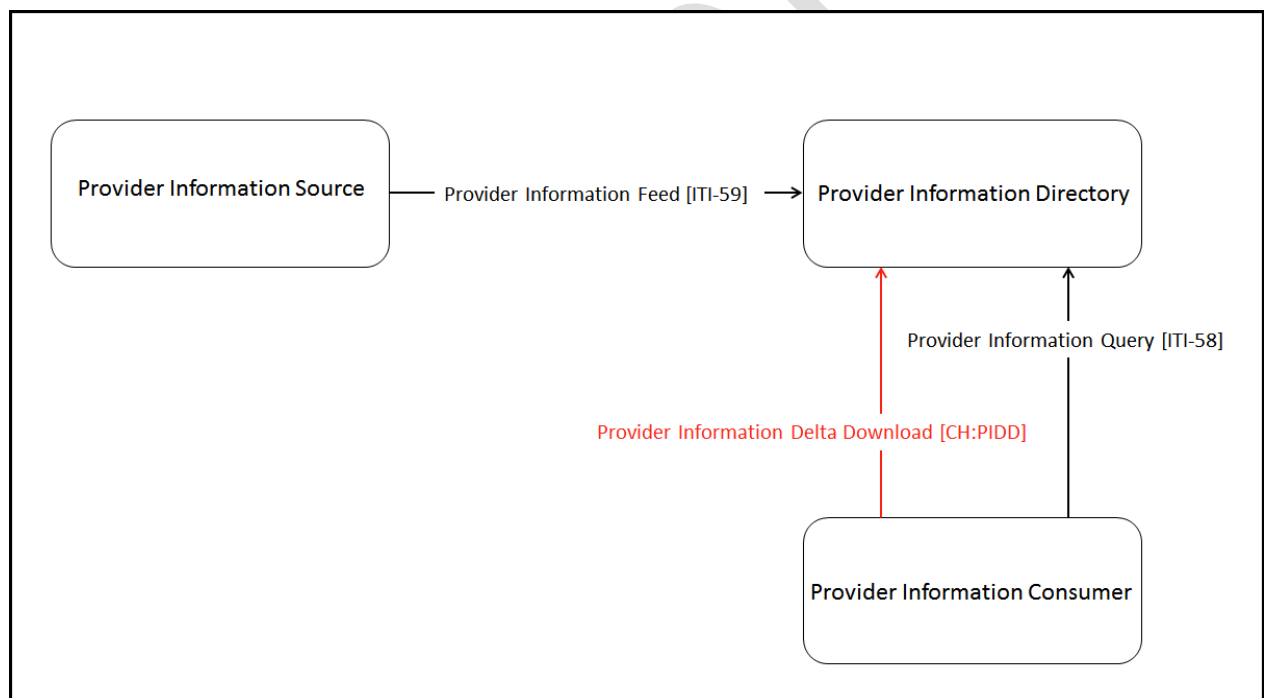 Provider Information Source
Provider Information Feed [ITI-59]
Provider Information Directory
Provider Information Query [ITI-58]
Provider Information Delta Download [CH:PIDD]
Provider Information Consumer